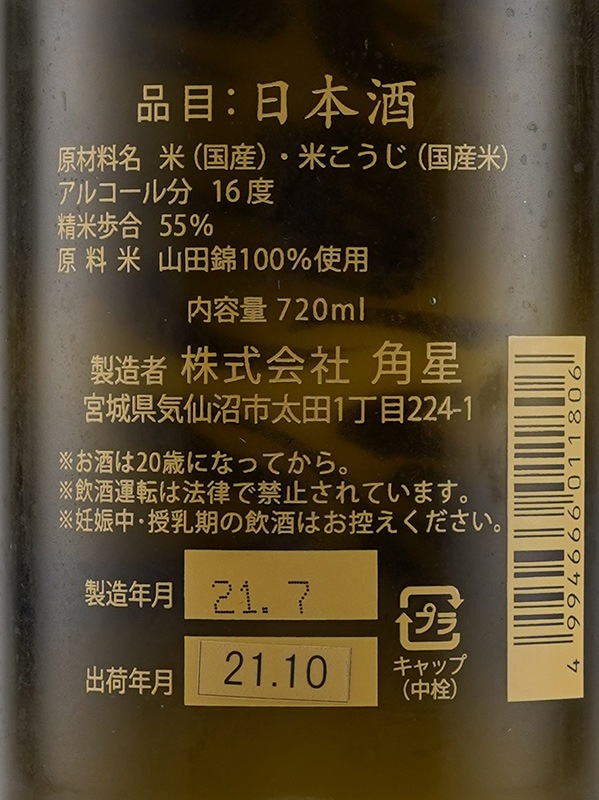 品目：日本酒
原材料名 米（国産）・米こうじ（国産米）
アルコール分 16度
精米歩合 55%
原料米 山田錦100%使用
内容量 720ml
製造者 株式会社 角星
宮城県気仙沼市太田1丁目224-1
※お酒は20歳になってから。
※飲酒運転は法律で禁止されています。
※妊娠中・授乳期の飲酒はお控えください。
製造年月 21.7
出荷年月 21.10
プラ
キャップ
（中栓）
4994666011806